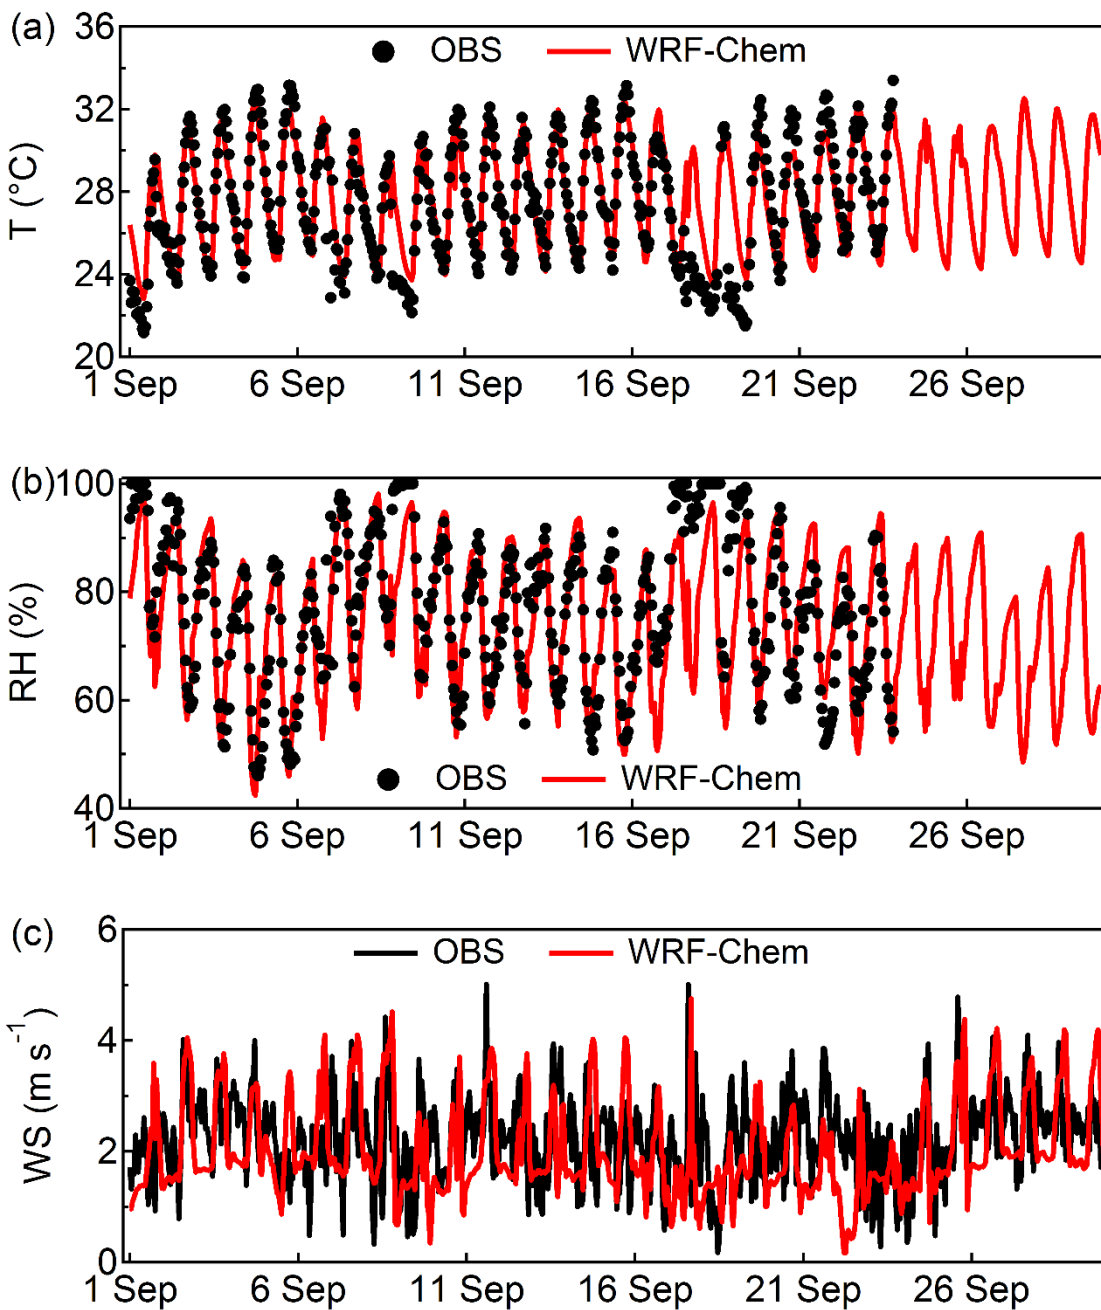 (a)
36
OBS WRF-Chem
32
28
24
20
T (°C)
1 Sep 6 Sep 11 Sep 16 Sep 21 Sep 26 Sep
(b)
100
80
60
40
RH (%)
OBS WRF-Chem
1 Sep 6 Sep 11 Sep 16 Sep 21 Sep 26 Sep
(c)
6
OBS WRF-Chem
4
2
0
WS (m s⁻¹)
1 Sep 6 Sep 11 Sep 16 Sep 21 Sep 26 Sep